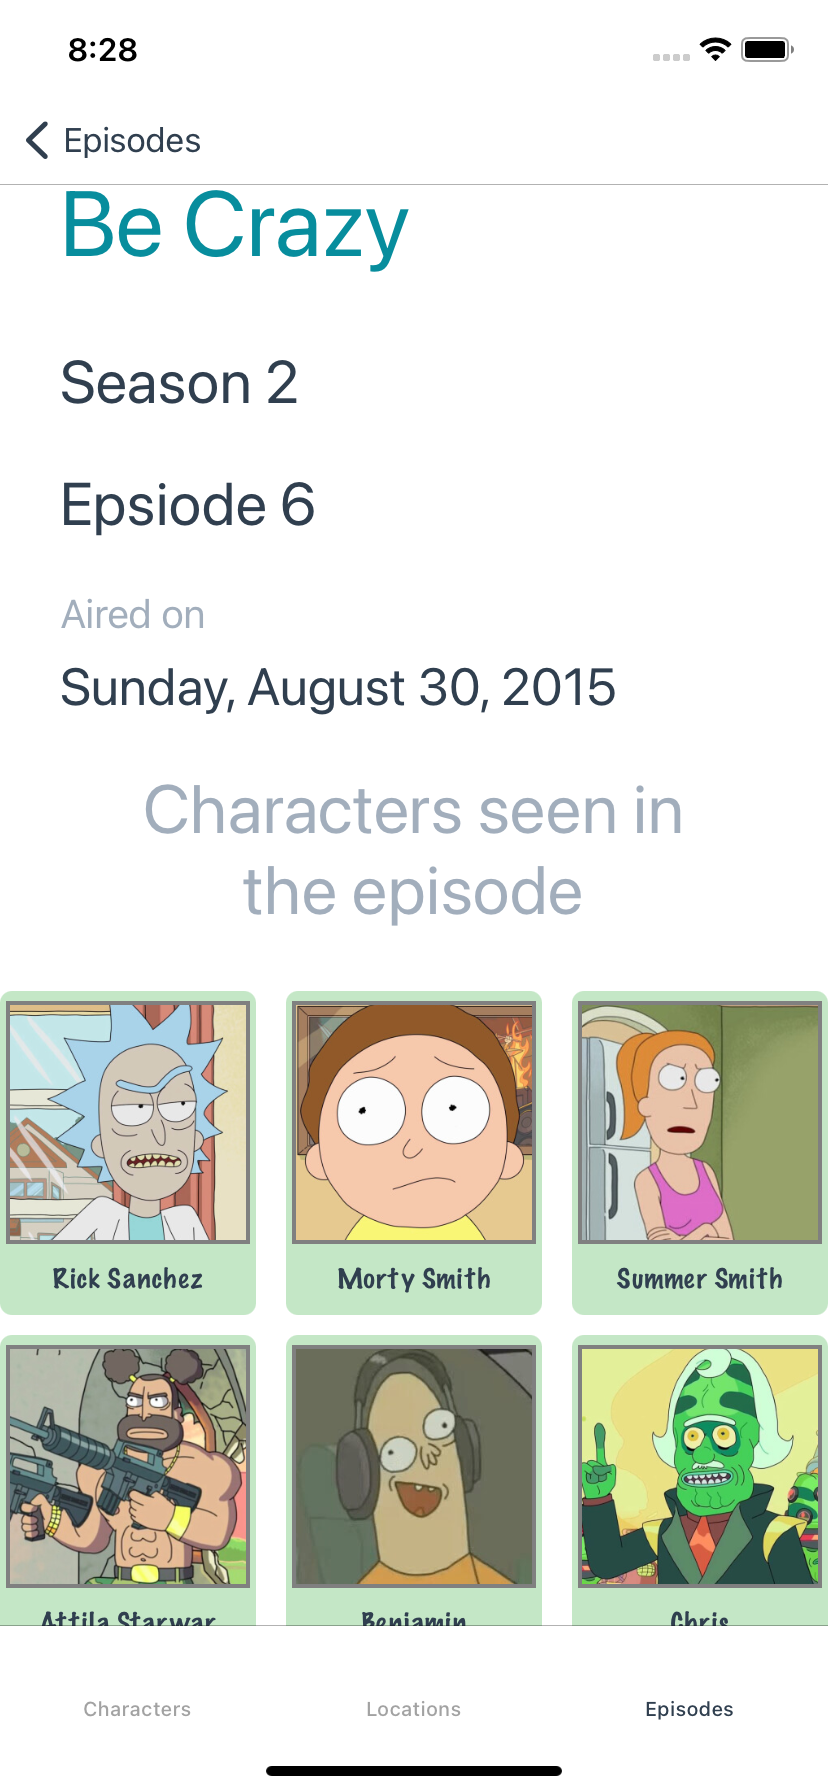 8:28
Episodes
Be Crazy
Season 2
Epsiode 6
Aired on
Sunday, August 30, 2015
Characters seen in
the episode
Rick Sanchez
Morty Smith
Summer Smith
Attila Starwar
Benjamin
Chris
Characters
Locations
Episodes